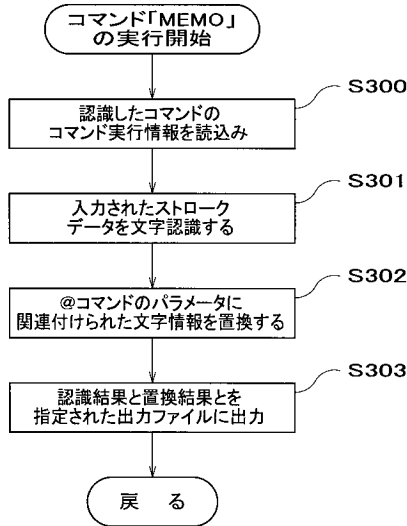 コマンド「MEMO」
の実行開始
S300
認識したコマンドの
コマンド実行情報を読込み
S301
入力されたストローク
データを文字認識する
S302
@コマンドのパラメータに
関連付けられた文字情報を置換する
S303
認識結果と置換結果とを
指定された出力ファイルに出力
戻 る